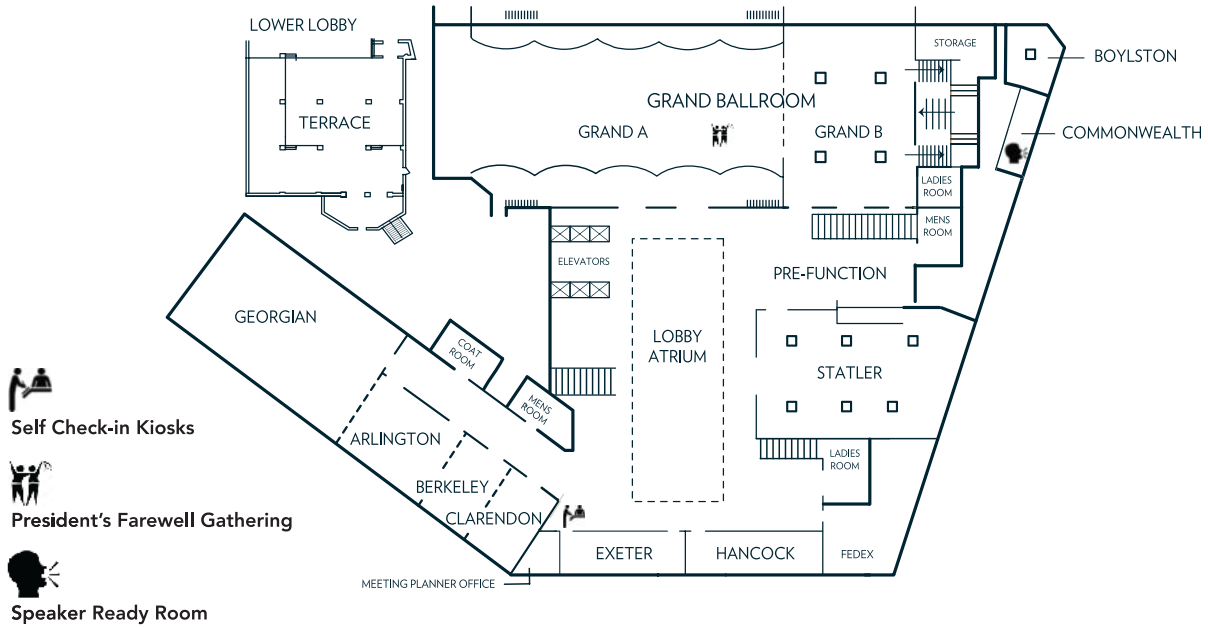 LOWER LOBBY
TERRACE
STORAGE
BOYLSTON
GRAND BALLROOM
GRAND A
GRAND B
COMMONWEALTH
LADIES
ROOM
MENS
ROOM
ELEVATORS
PRE-FUNCTION
GEORGIAN
COAT
ROOM
LOBBY
ATRIUM
STATLER
MENS
ROOM
Self Check-in Kiosks
ARLINGTON
LADIES
ROOM
BERKELEY
CLARENDON
President's Farewell Gathering
EXETER
HANCOCK
FEDEX
MEETING PLANNER OFFICE
Speaker Ready Room